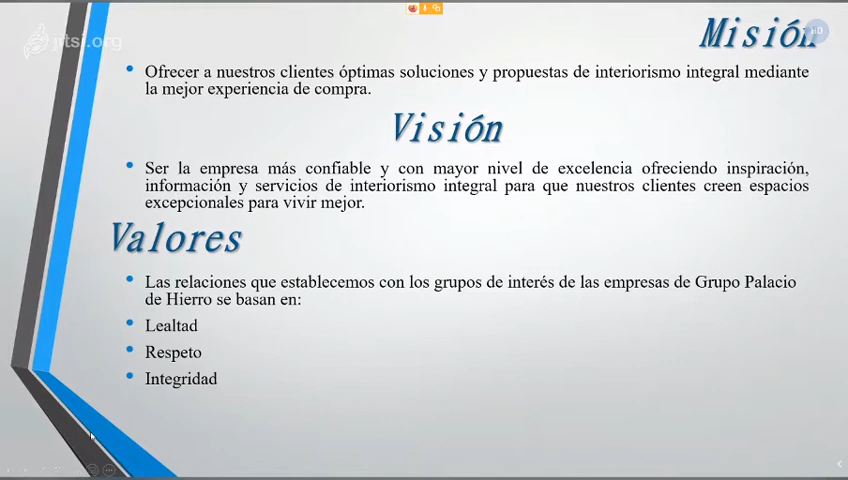 jitsi.org
Misión
HD
Ofrecer a nuestros clientes óptimas soluciones y propuestas de interiorismo integral mediante
la mejor experiencia de compra.
Visión
Ser la empresa más confiable y con mayor nivel de excelencia ofreciendo inspiración,
información y servicios de interiorismo integral para que nuestros clientes creen espacios
excepcionales para vivir mejor.
Valores
Las relaciones que establecemos con los grupos de interés de las empresas de Grupo Palacio
de Hierro se basan en:
Lealtad
Respeto
Integridad